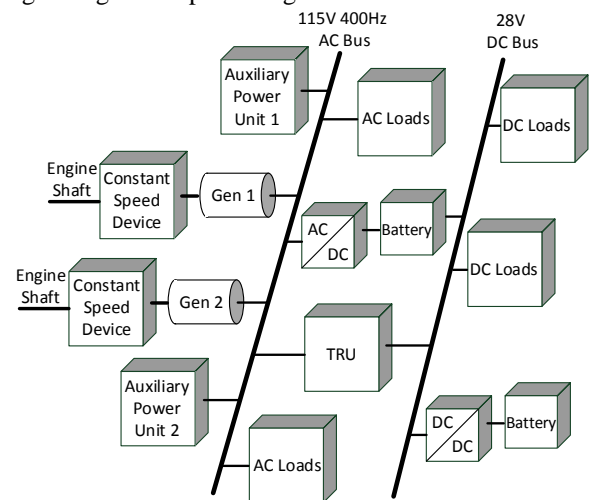 115V 400Hz
AC Bus
28V
DC Bus
Auxiliary
Power
Unit 1
AC Loads
DC Loads
Engine
Shaft
Constant
Speed
Device
Gen 1
AC
DC
Battery
DC Loads
Engine
Shaft
Constant
Speed
Device
Gen 2
TRU
Auxiliary
Power
Unit 2
DC
DC
Battery
AC Loads